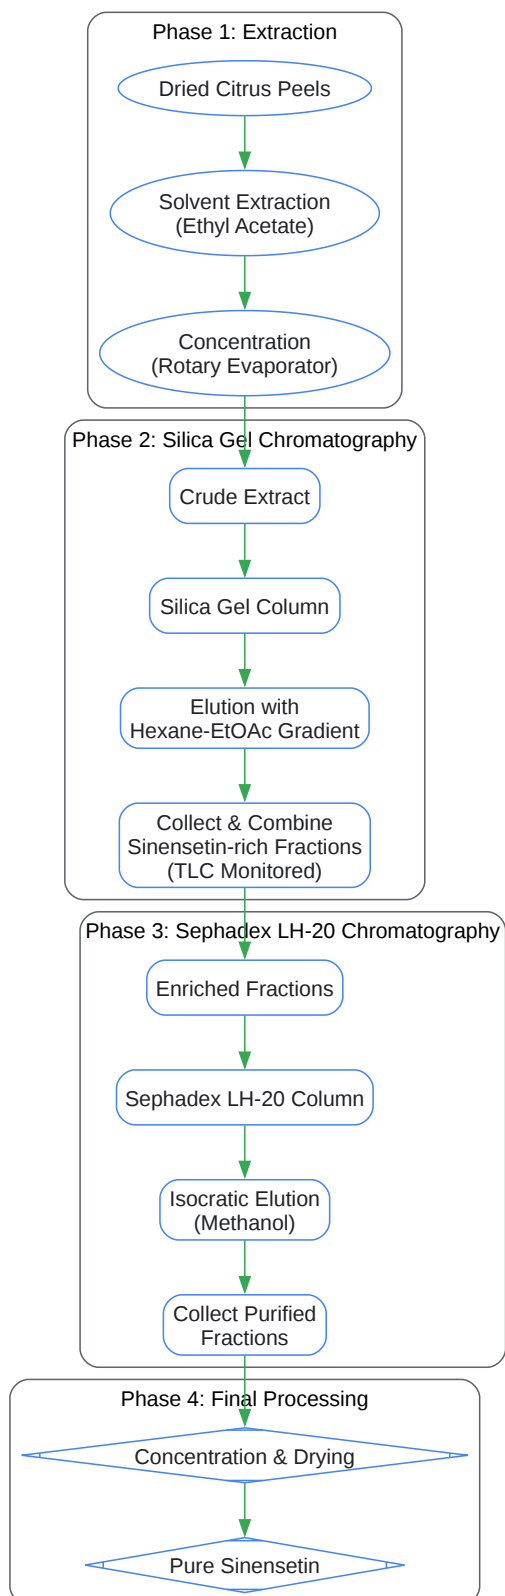 Phase 1: Extraction
Dried Citrus Peels
Solvent Extraction
(Ethyl Acetate)
Concentration
(Rotary Evaporator)
Phase 2: Silica Gel Chromatography
Crude Extract
Silica Gel Column
Elution with
Hexane-EtOAc Gradient
Collect & Combine
Sinensetin-rich Fractions
(TLC Monitored)
Phase 3: Sephadex LH-20 Chromatography
Enriched Fractions
Sephadex LH-20 Column
Isocratic Elution
(Methanol)
Collect Purified
Fractions
Phase 4: Final Processing
Concentration & Drying
Pure Sinensetin